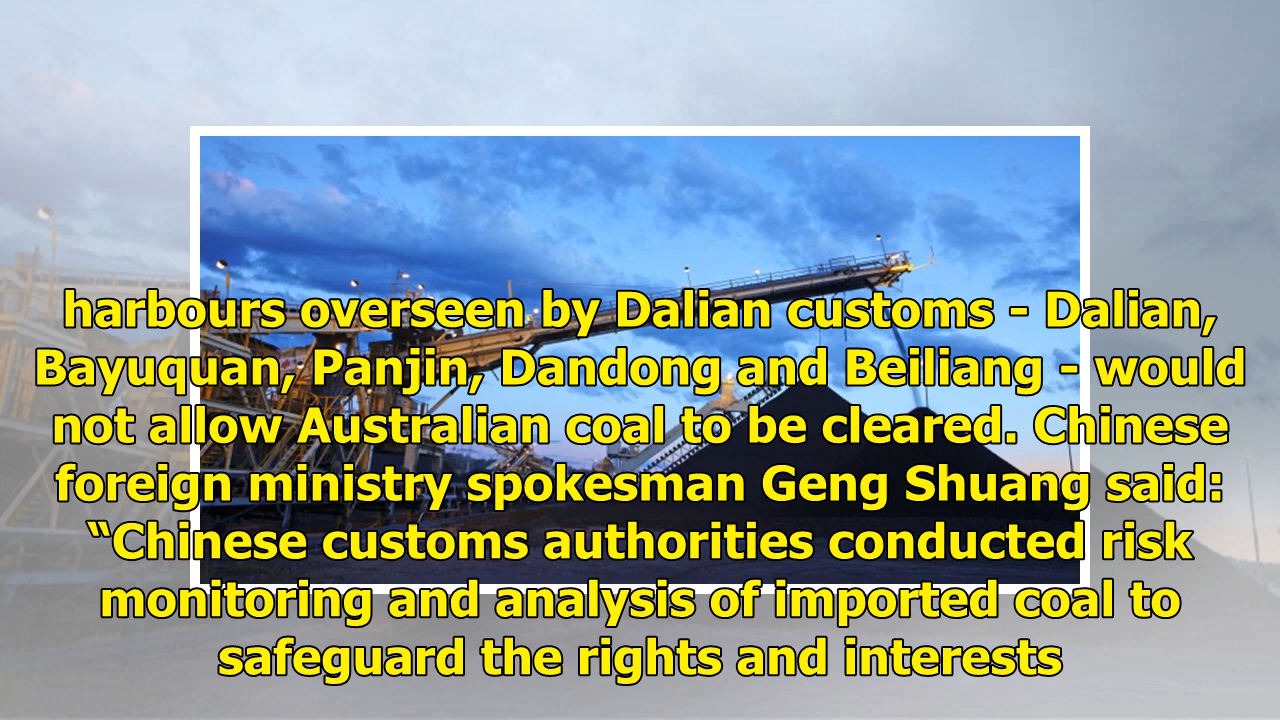 harbours overseen by Dalian customs - Dalian,
Bayuquan, Panjin, Dandong and Beiliang - would
not allow Australian coal to be cleared. Chinese
foreign ministry spokesman Geng Shuang said:
“Chinese customs authorities conducted risk
monitoring and analysis of imported coal to
safeguard the rights and interests